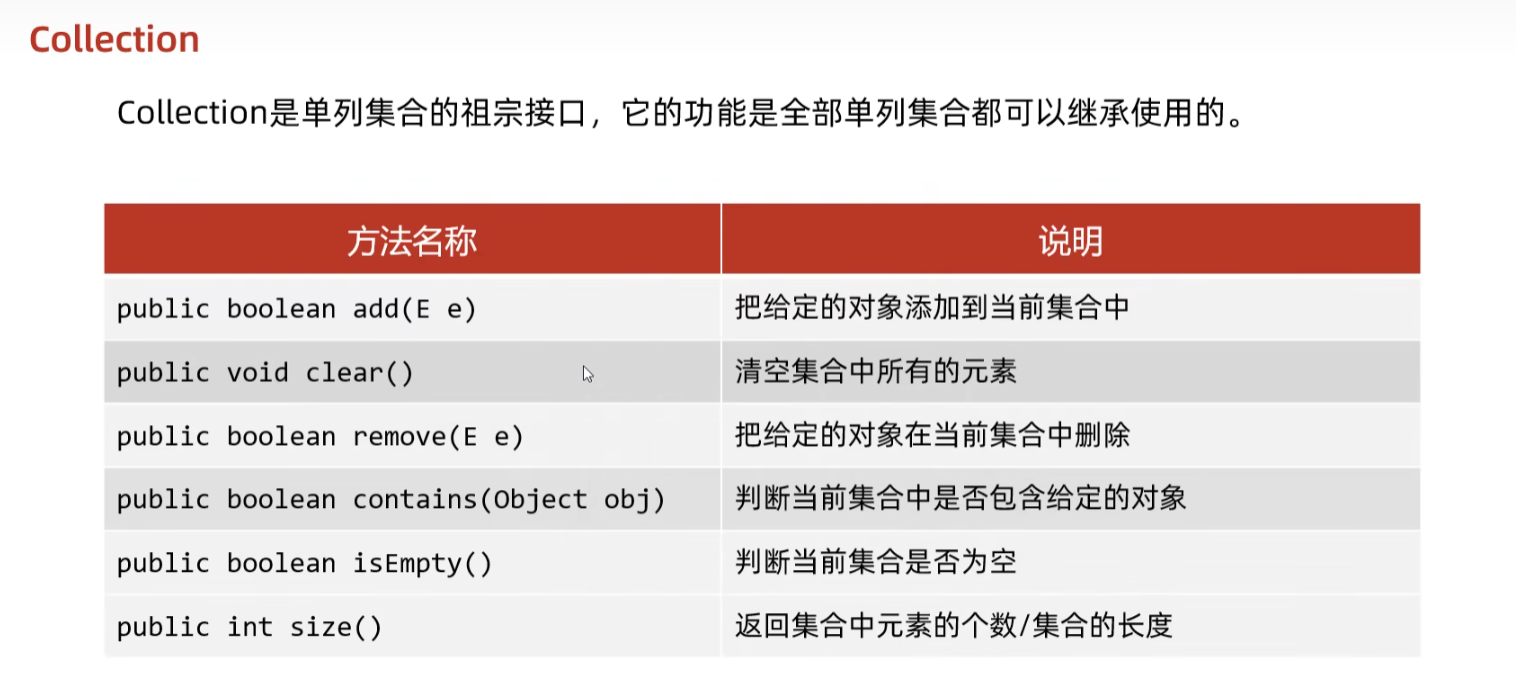 Collection
Collection是单列集合的祖宗接口，它的功能是全部单列集合都可以继承使用的。
方法名称 说明
public boolean add(E e) 把给定的对象添加到当前集合中
public void clear() 清空集合中所有的元素
public boolean remove(E e) 把给定的对象在当前集合中删除
public boolean contains(Object obj) 判断当前集合中是否包含给定的对象
public boolean isEmpty() 判断当前集合是否为空
public int size() 返回集合中元素的个数/集合的长度